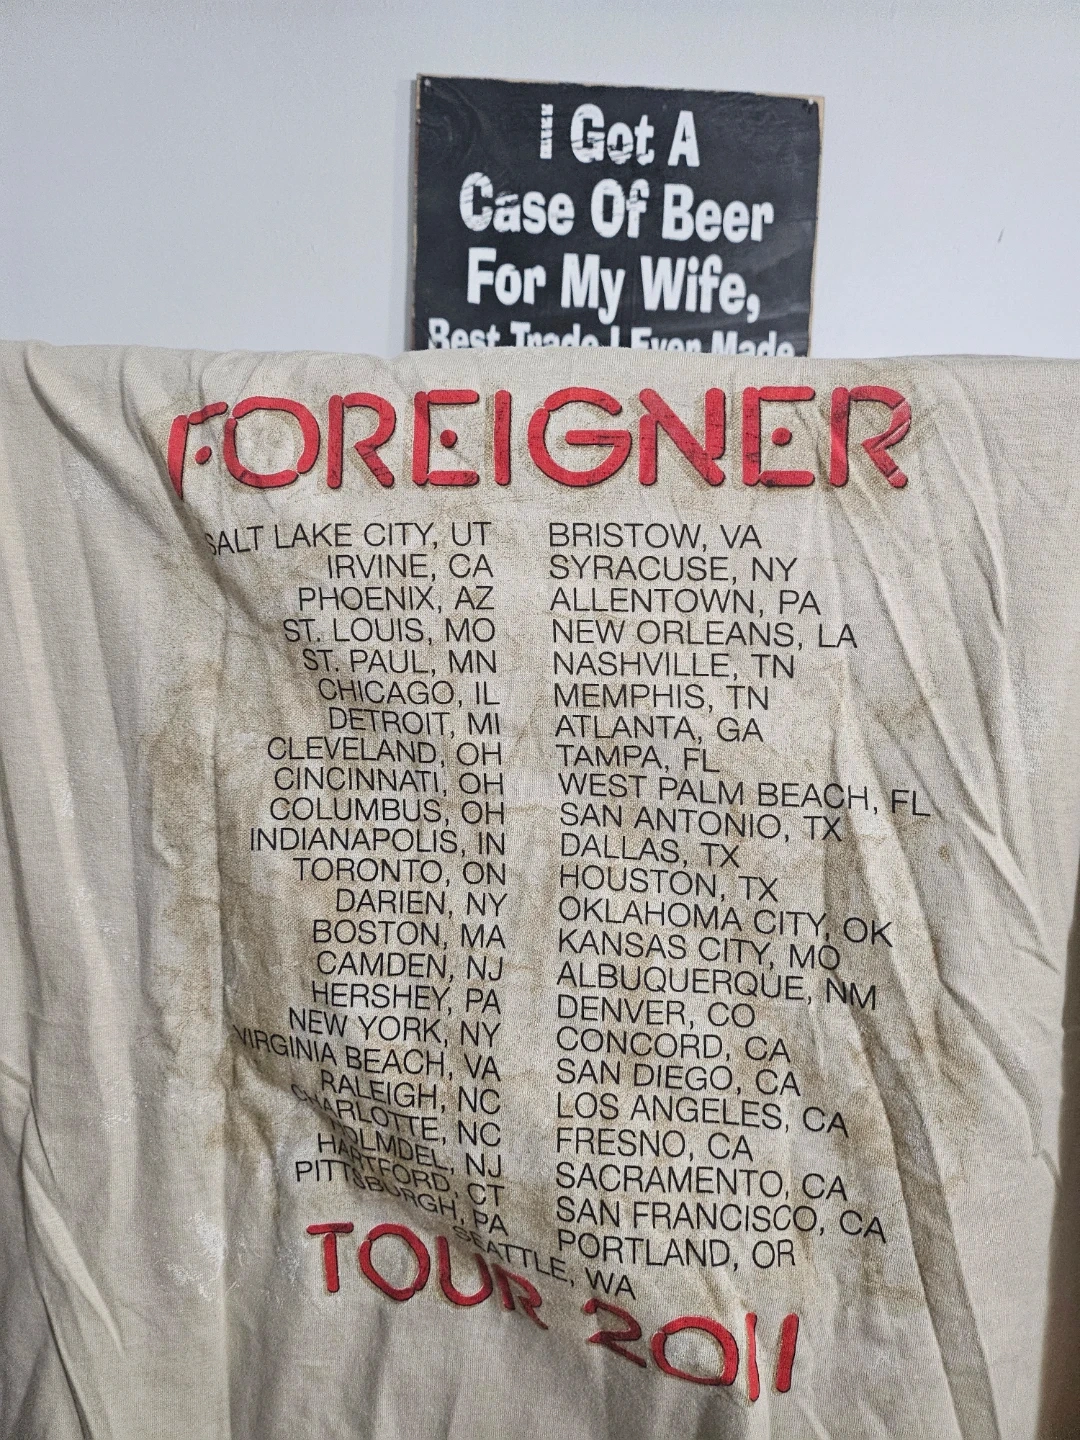 I Got A
Case Of Beer
For My Wife,
Best Trade I Ever Made
FOREIGNER
SALT LAKE CITY, UT
IRVINE, CA
PHOENIX, AZ
ST. LOUIS, MO
ST. PAUL, MN
CHICAGO, IL
DETROIT, MI
CLEVELAND, OH
CINCINNATI, OH
COLUMBUS, OH
INDIANAPOLIS, IN
TORONTO, ON
DARIEN, NY
BOSTON, MA
CAMDEN, NJ
HERSHEY, PA
NEW YORK, NY
VIRGINIA BEACH, VA
RALEIGH, NC
CHARLOTTE, NC
HOLMDEL, NJ
HARTFORD, CT
PITTSBURGH, PA
BRISTOW, VA
SYRACUSE, NY
ALLENTOWN, PA
NEW ORLEANS, LA
NASHVILLE, TN
MEMPHIS, TN
ATLANTA, GA
TAMPA, FL
WEST PALM BEACH, FL
SAN ANTONIO, TX
DALLAS, TX
HOUSTON, TX
OKLAHOMA CITY, OK
KANSAS CITY, MO
ALBUQUERQUE, NM
DENVER, CO
CONCORD, CA
SAN DIEGO, CA
LOS ANGELES, CA
FRESNO, CA
SACRAMENTO, CA
SAN FRANCISCO, CA
PORTLAND, OR
SEATTLE, WA
TOUR 2011